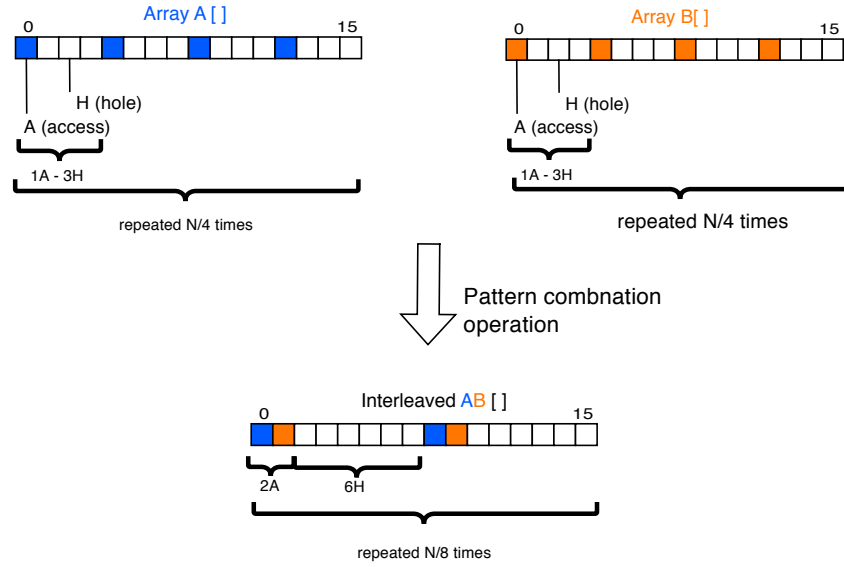 Array A [ ]
0
15
H (hole)
A (access)
1A - 3H
repeated N/4 times
Array B[ ]
0
15
H (hole)
A (access)
1A - 3H
repeated N/4 times
Pattern combnation
operation
Interleaved AB [ ]
0
15
2A
6H
repeated N/8 times